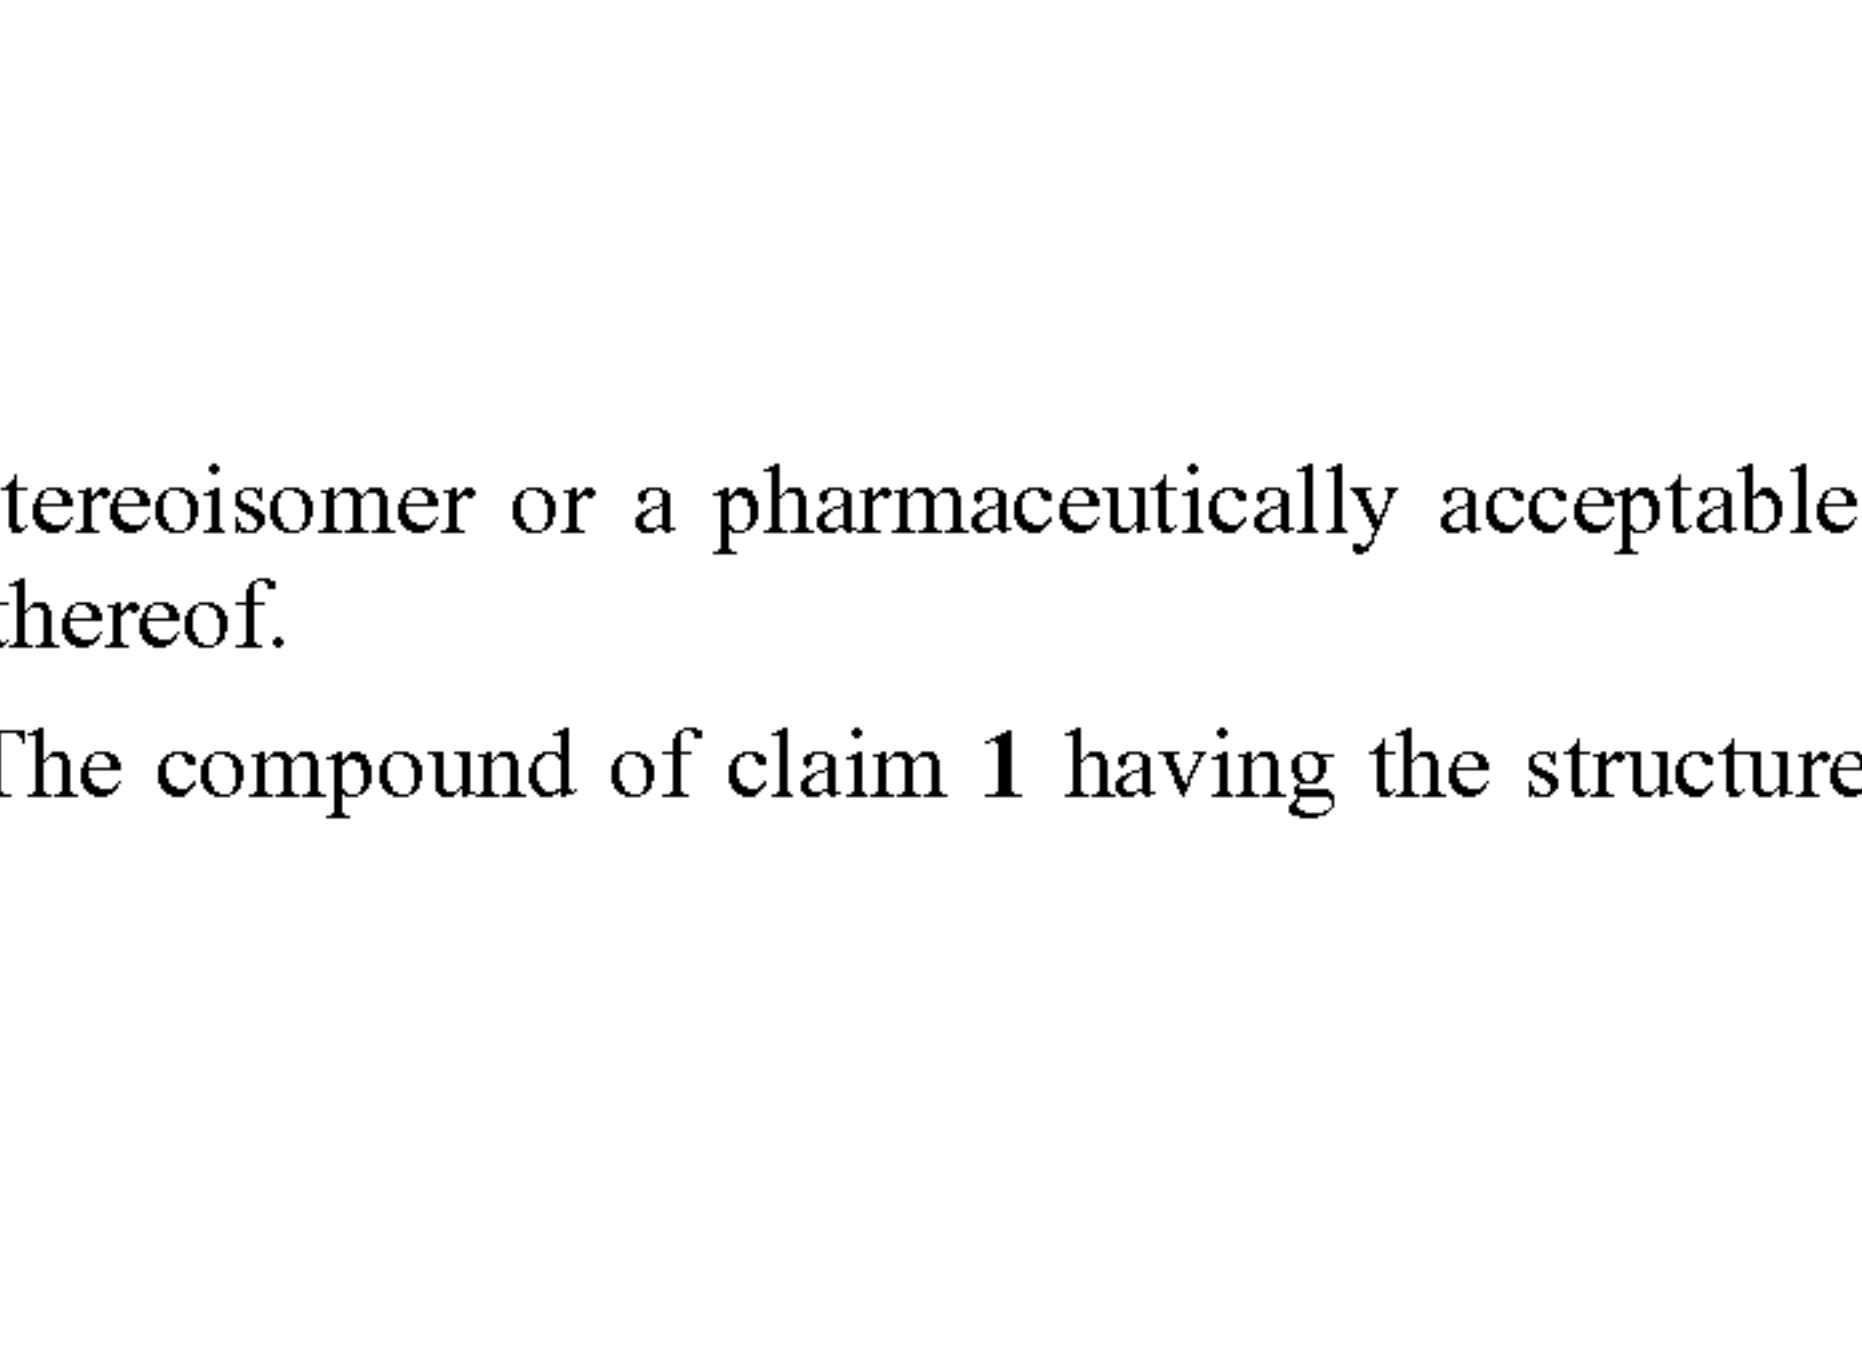 tereoisomer or a pharmaceutically acceptable
thereof.
The compound of claim 1 having the structure